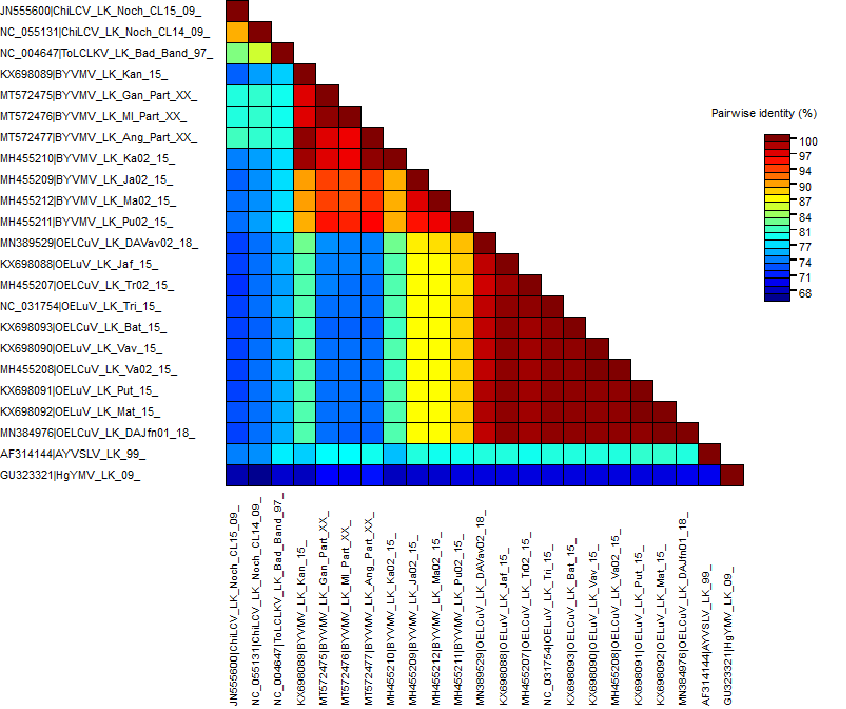 JN555600|ChiLCV_LK_Noch_CL15_09_
NC_055131|ChiLCV_LK_Noch_CL14_09_
NC_004647|ToLCLKV_LK_Bad_Band_97_
KX698089|BYVMV_LK_Kan_15_
MT572475|BYVMV_LK_Gan_Part_XX_
MT572476|BYVMV_LK_Ml_Part_XX_
MT572477|BYVMV_LK_Ang_Part_XX_
MH455210|BYVMV_LK_Ka02_15_
MH455209|BYVMV_LK_Ja02_15_
MH455212|BYVMV_LK_Ma02_15_
MH455211|BYVMV_LK_Pu02_15_
MN389529|OELCuV_LK_DAVav02_18_
KX698088|OELuV_LK_Jaf_15_
MH455207|OELCuV_LK_Tr02_15_
NC_031754|OELuV_LK_Tri_15_
KX698093|OELCuV_LK_Bat_15_
KX698090|OELuV_LK_Vav_15_
MH455208|OELCuV_LK_Va02_15_
KX698091|OELuV_LK_Put_15_
KX698092|OELuV_LK_Mat_15_
MN384976|OELCuV_LK_DAJfn01_18_
AF314144|AYVSLV_LK_99_
GU323321|HgYMV_LK_09_
Pairwise identity (%)
100
97
94
90
87
84
81
77
74
71
68
JN555600|ChiLCV_LK_Noch_CL15_09_
NC_055131|ChiLCV_LK_Noch_CL14_09_
NC_004647|ToLCLKV_LK_Bad_Band_97_
KX698089|BYVMV_LK_Kan_15_
MT572475|BYVMV_LK_Gan_Part_XX_
MT572476|BYVMV_LK_Ml_Part_XX_
MT572477|BYVMV_LK_Ang_Part_XX_
MH455210|BYVMV_LK_Ka02_15_
MH455209|BYVMV_LK_Ja02_15_
MH455212|BYVMV_LK_Ma02_15_
MH455211|BYVMV_LK_Pu02_15_
MN389529|OELCuV_LK_DAVav02_18_
KX698088|OELuV_LK_Jaf_15_
MH455207|OELCuV_LK_Tr02_15_
NC_031754|OELuV_LK_Tri_15_
KX698093|OELCuV_LK_Bat_15_
KX698090|OELuV_LK_Vav_15_
MH455208|OELCuV_LK_Va02_15_
KX698091|OELuV_LK_Put_15_
KX698092|OELuV_LK_Mat_15_
MN384976|OELCuV_LK_DAJfn01_18_
AF314144|AYVSLV_LK_99_
GU323321|HgYMV_LK_09_